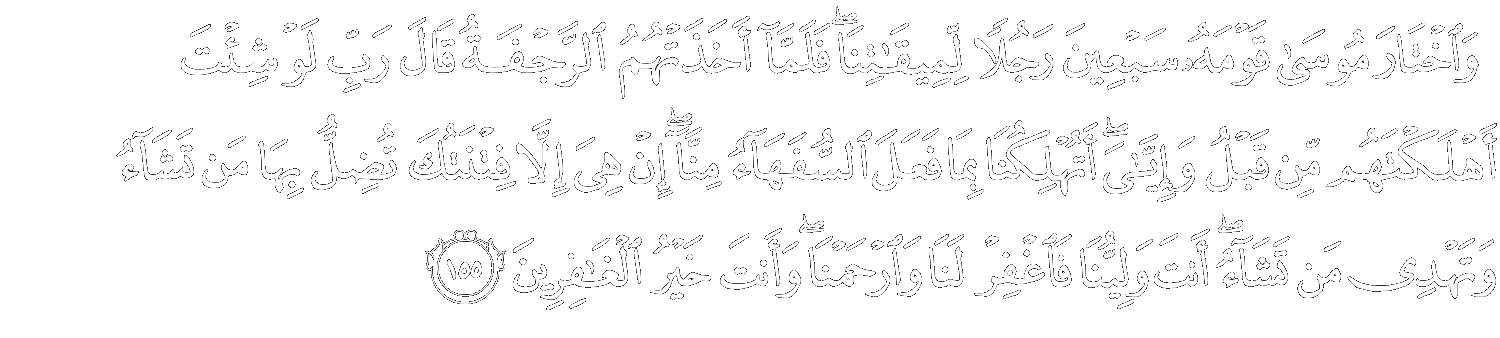 وَٱخْتَارَ مُوسَىٰ قَوْمَهُۥ سَبْعِينَ رَجُلًا لِّمِيقَـٰتِنَا ۖ فَلَمَّآ أَخَذَتْهُمُ ٱلرَّجْفَةُ قَالَ رَبِّ لَوْ شِئْتَ
أَهْلَكْتَهُم مِّن قَبْلُ وَإِيَّـٰىَ ۖ أَتُهْلِكُنَا بِمَا فَعَلَ ٱلسُّفَهَآءُ مِنَّآ ۖ إِنْ هِىَ إِلَّا فِتْنَتُكَ تُضِلُّ بِهَا مَن تَشَآءُ
وَتَهْدِى مَن تَشَآءُ ۖ أَنتَ وَلِيُّنَا فَٱغْفِرْ لَنَا وَٱرْحَمْنَا ۖ وَأَنتَ خَيْرُ ٱلْغَـٰفِرِينَ ١٥٥